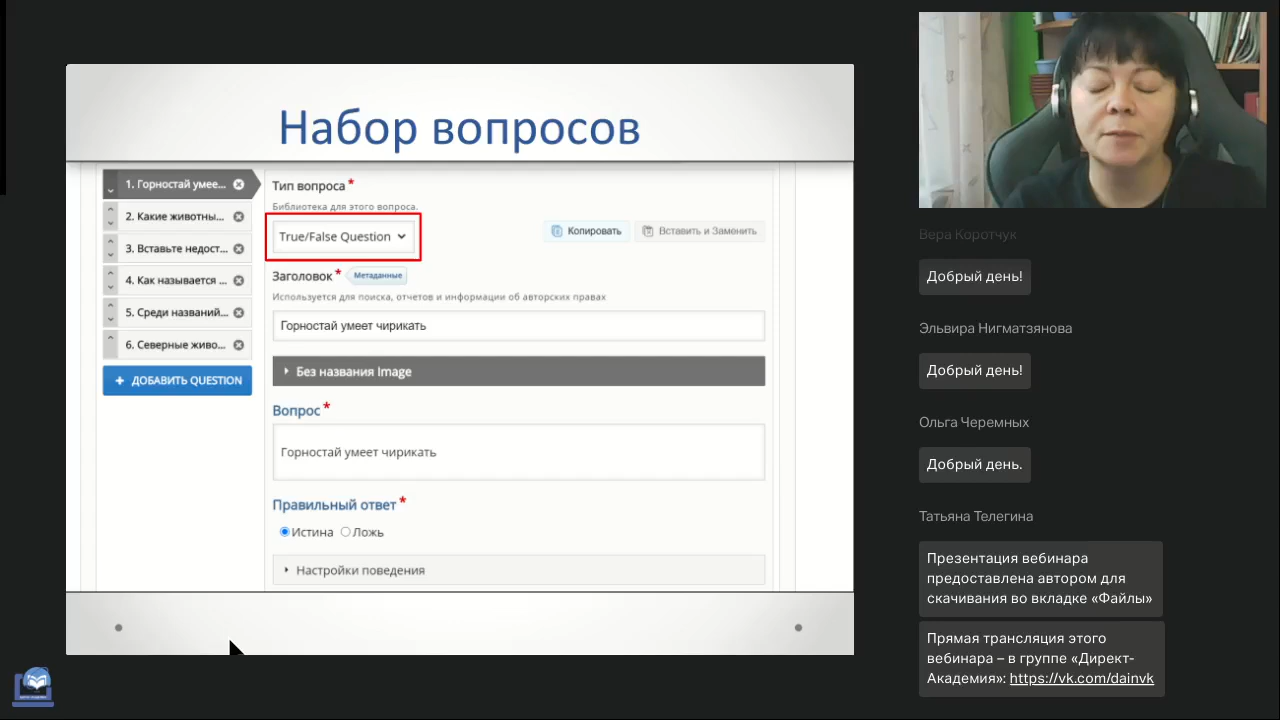 Набор вопросов
1. Горностай умее...
2. Какие животны...
3. Вставьте недост...
4. Как называется ...
5. Среди названий...
6. Северные живо...
+ ДОБАВИТЬ QUESTION
Тип вопроса *
Библиотека для этого вопроса.
True/False Question
Копировать
Вставить и Заменить
Заголовок * Метаданные
Используется для поиска, отчетов и информации об авторских правах
Горностай умеет чирикать
Без названия Image
Вопрос *
Горностай умеет чирикать
Правильный ответ *
Истина Ложь
Настройки поведения
Вера Коротчук
Добрый день!
Эльвира Нигматзянова
Добрый день!
Ольга Черемных
Добрый день.
Татьяна Телегина
Презентация вебинара
предоставлена автором для
скачивания во вкладке «Файлы»
Прямая трансляция этого
вебинара – в группе «Директ-
Академия»: https://vk.com/dainvk